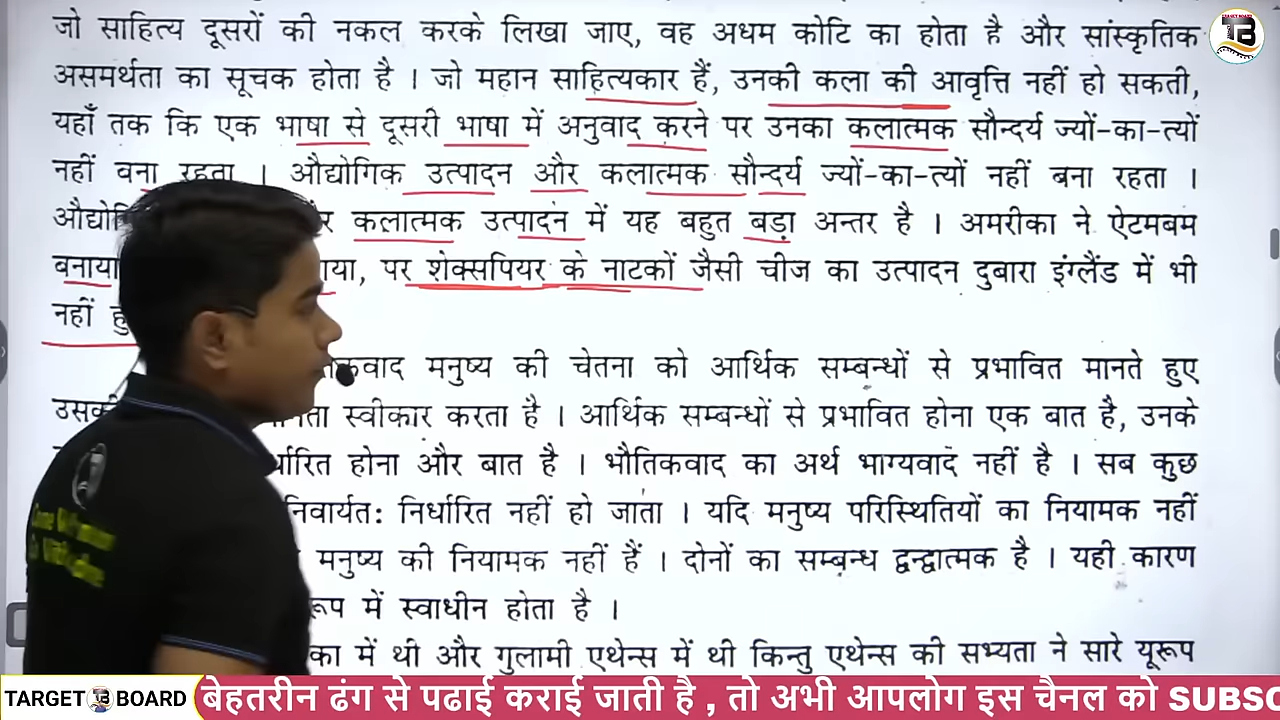 जो साहित्य दूसरों की नकल करके लिखा जाए, वह अधम कोटि का होता है और सांस्कृतिक
असमर्थता का सूचक होता है । जो महान साहित्यकार हैं, उनकी कला की आवृत्ति नहीं हो सकती,
यहाँ तक कि एक भाषा से दूसरी भाषा में अनुवाद करने पर उनका कलात्मक सौन्दर्य ज्यों-का-त्यों
नहीं बना रहता । औद्योगिक उत्पादन और कलात्मक सौन्दर्य ज्यों-का-त्यों नहीं बना रहता ।
कलात्मक उत्पादन में यह बहुत बड़ा अन्तर है । अमरीका ने ऐटमबम
बनाया पर शेक्सपियर के नाटकों जैसी चीज का उत्पादन दुबारा इंग्लैंड में भी
नहीं
मनुष्य की चेतना को आर्थिक सम्बन्धों से प्रभावित मानते हुए
स्वीकार करता है । आर्थिक सम्बन्धों से प्रभावित होना एक बात है, उनके
होना और बात है । भौतिकवाद का अर्थ भाग्यवाद नहीं है । सब कुछ
निर्धारित नहीं हो जाता । यदि मनुष्य परिस्थितियों का नियामक नहीं
मनुष्य की नियामक नहीं हैं । दोनों का सम्बन्ध द्वन्द्वात्मक है । यही कारण
रूप में स्वाधीन होता है ।
में थी और गुलामी एथेन्स में थी किन्तु एथेन्स की सभ्यता ने सारे यूरूप
TARGET BOARD बेहतरीन ढंग से पढाई कराई जाती है , तो अभी आपलोग इस चैनल को SUBSC